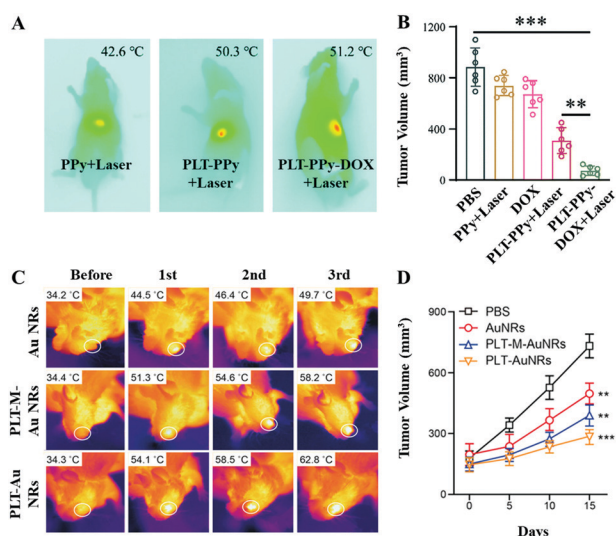 A
42.6 ℃
50.3 ℃
51.2 ℃
PPy+Laser
PLT-PPy
+Laser
PLT-PPy-DOX
+Laser
B
Tumor Volume (mm³)
1200
800
400
0
***
**
PBS
PPy+Laser
DOX
PLT-PPy+Laser
PLT-PPy-
DOX+Laser
C
Before
1st
2nd
3rd
Au NRs
34.2 ℃
44.5 ℃
46.4 ℃
49.7 ℃
PLT-M-
Au NRs
34.4 ℃
51.3 ℃
54.6 ℃
58.2 ℃
PLT-Au
NRs
34.3 ℃
54.1 ℃
58.5 ℃
62.8 ℃
D
Tumor Volume (mm³)
900
600
300
0
PBS
AuNRs
PLT-M-AuNRs
PLT-AuNRs
**
**
***
0
5
10
15
Days